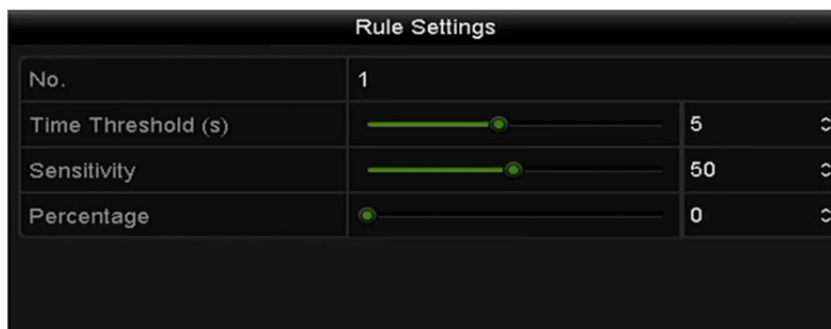 Rule Settings
No. 1
Time Threshold (s) 5
Sensitivity 50
Percentage 0